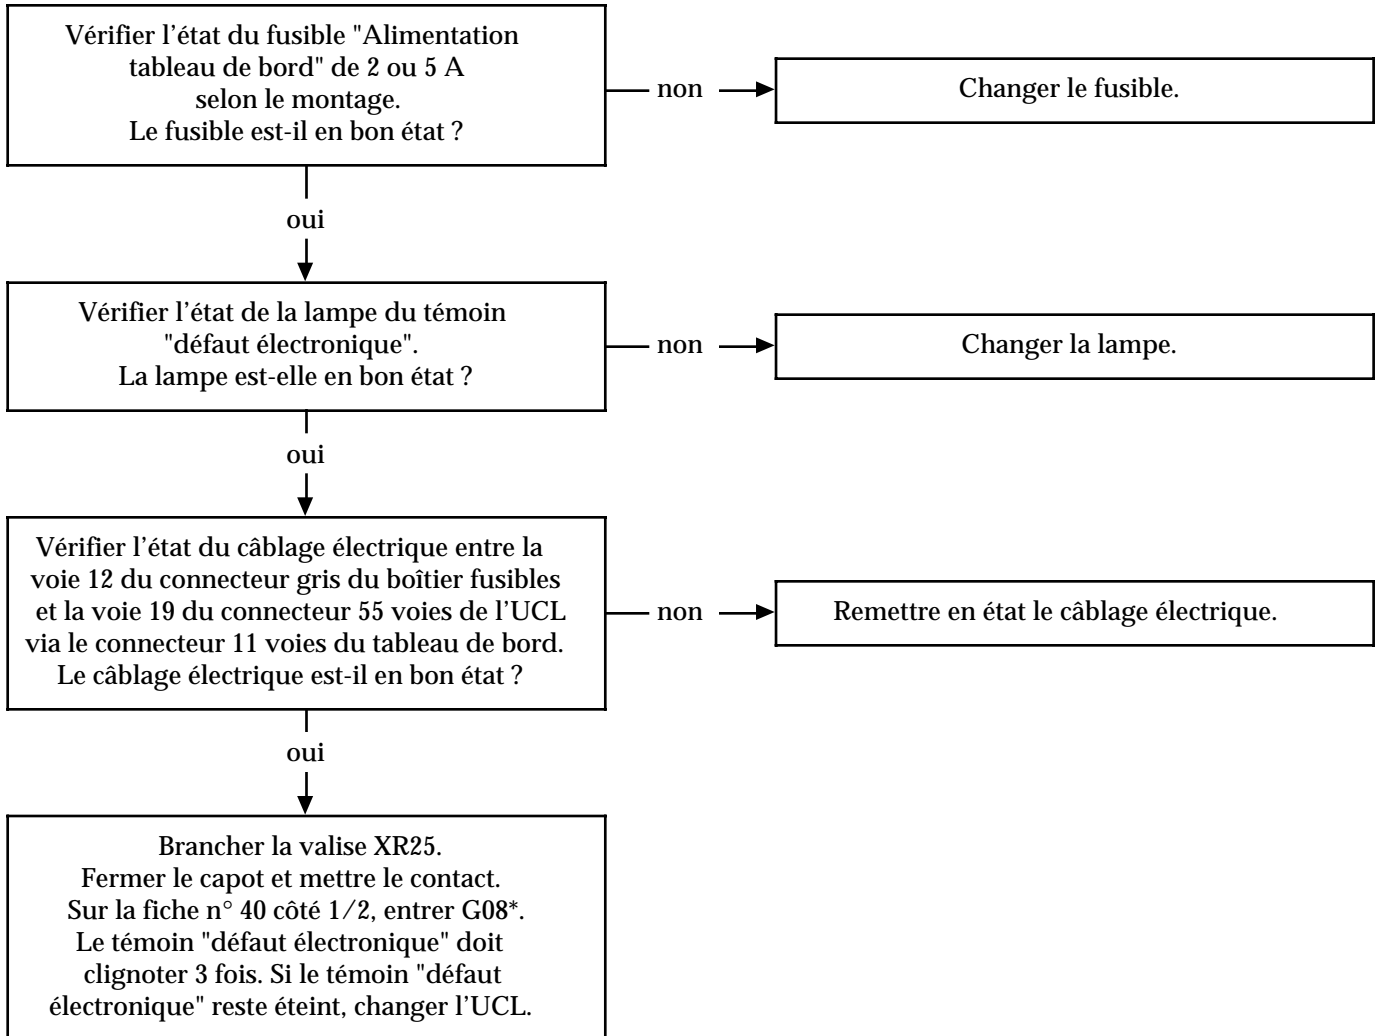 Vérifier l'état du fusible "Alimentation
tableau de bord" de 2 ou 5 A
selon le montage.
Le fusible est-il en bon état ?
non
Changer le fusible.
oui
Vérifier l'état de la lampe du témoin
"défaut électronique".
La lampe est-elle en bon état ?
non
Changer la lampe.
oui
Vérifier l'état du câblage électrique entre la
voie 12 du connecteur gris du boîtier fusibles
et la voie 19 du connecteur 55 voies de l'UCL
via le connecteur 11 voies du tableau de bord.
Le câblage électrique est-il en bon état ?
non
Remettre en état le câblage électrique.
oui
Brancher la valise XR25.
Fermer le capot et mettre le contact.
Sur la fiche n° 40 côté 1/2, entrer G08*.
Le témoin "défaut électronique" doit
clignoter 3 fois. Si le témoin "défaut
électronique" reste éteint, changer l'UCL.